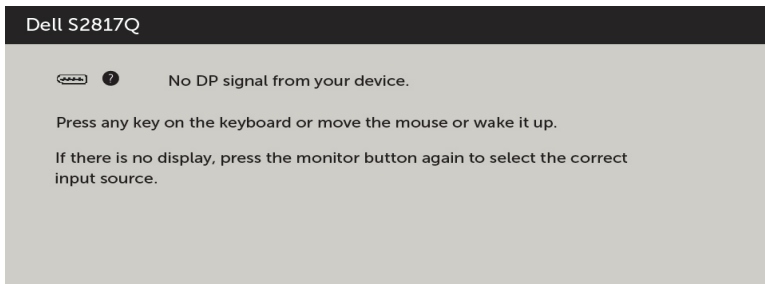 Dell S2817Q
? No DP signal from your device.
Press any key on the keyboard or move the mouse or wake it up.
If there is no display, press the monitor button again to select the correct
input source.